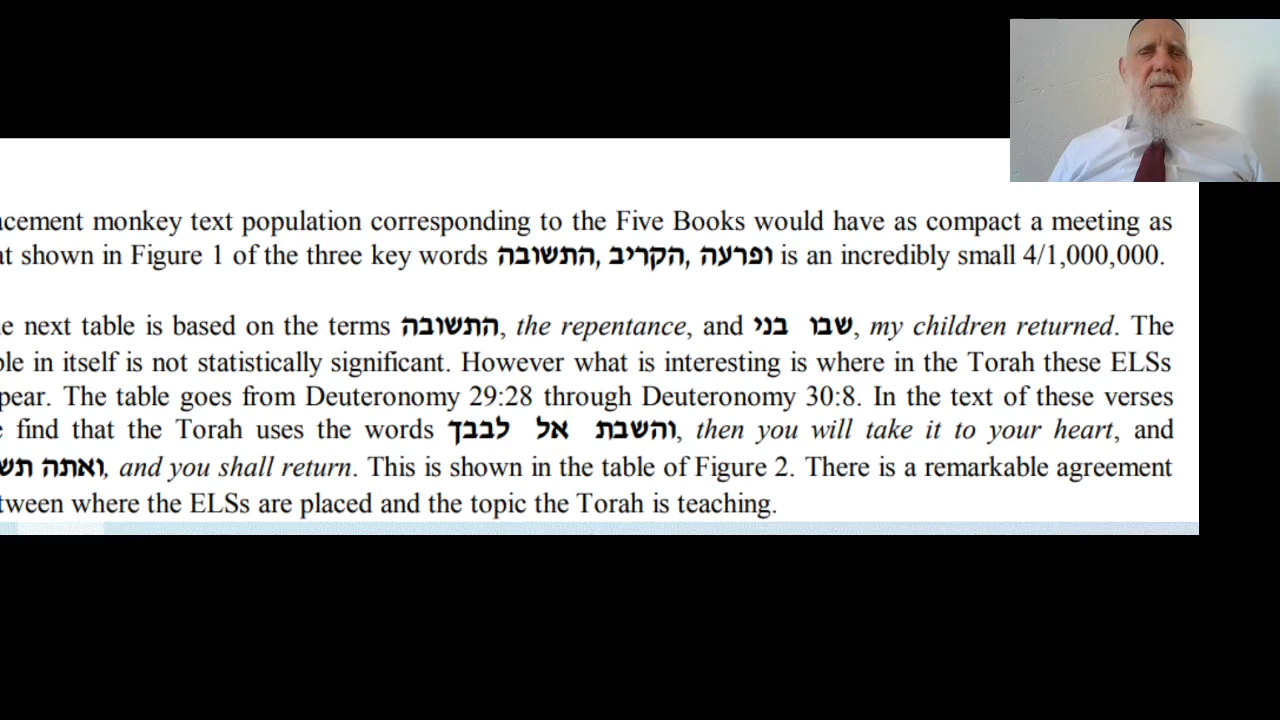 acement monkey text population corresponding to the Five Books would have as compact a meeting as
at shown in Figure 1 of the three key words ופרעה, הקריב, התשובה is an incredibly small 4/1,000,000.
e next table is based on the terms התשובה, the repentance, and שבו בני, my children returned. The
ble in itself is not statistically significant. However what is interesting is where in the Torah these ELSs
pear. The table goes from Deuteronomy 29:28 through Deuteronomy 30:8. In the text of these verses
e find that the Torah uses the words והשבת אל לבבך, then you will take it to your heart, and
ואתה תש, and you shall return. This is shown in the table of Figure 2. There is a remarkable agreement
tween where the ELSs are placed and the topic the Torah is teaching.